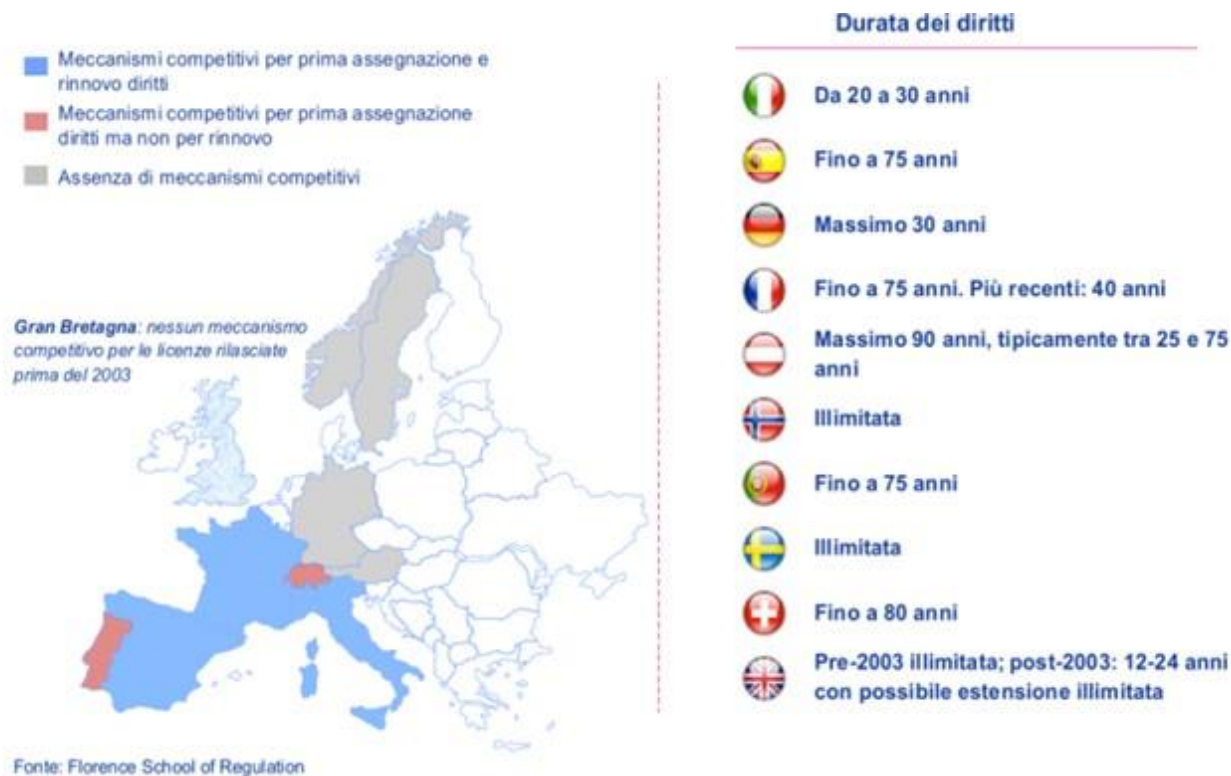 Meccanismi competitivi per prima assegnazione e
rinnovo diritti
Meccanismi competitivi per prima assegnazione
diritti ma non per rinnovo
Assenza di meccanismi competitivi
Gran Bretagna: nessun meccanismo
competitivo per le licenze rilasciate
prima del 2003
Fonte: Florence School of Regulation
Durata dei diritti
Da 20 a 30 anni
Fino a 75 anni
Massimo 30 anni
Fino a 75 anni. Più recenti: 40 anni
Massimo 90 anni, tipicamente tra 25 e 75
anni
Illimitata
Fino a 75 anni
Illimitata
Fino a 80 anni
Pre-2003 illimitata; post-2003: 12-24 anni
con possibile estensione illimitata